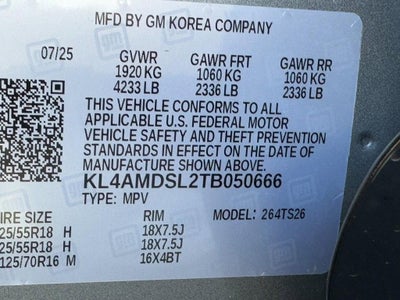 MFD BY GM KOREA COMPANY
07/25 GVWR GAWR FRT GAWR RR
1920 KG 1060 KG 1060 KG
4233 LB 2336 LB 2336 LB
THIS VEHICLE CONFORMS TO ALL
APPLICABLE U.S. FEDERAL MOTOR
VEHICLE SAFETY AND THEFT PREVENTION
STANDARDS IN EFFECT ON THE DATE OF
MANUFACTURE SHOWN ABOVE.
KL4AMDSL2TB050666
TYPE: MPV MODEL: 264TS26
IRE SIZE RIM
25/55R18 H 18X7.5J
25/55R18 H 18X7.5J
125/70R16 M 16X4BT